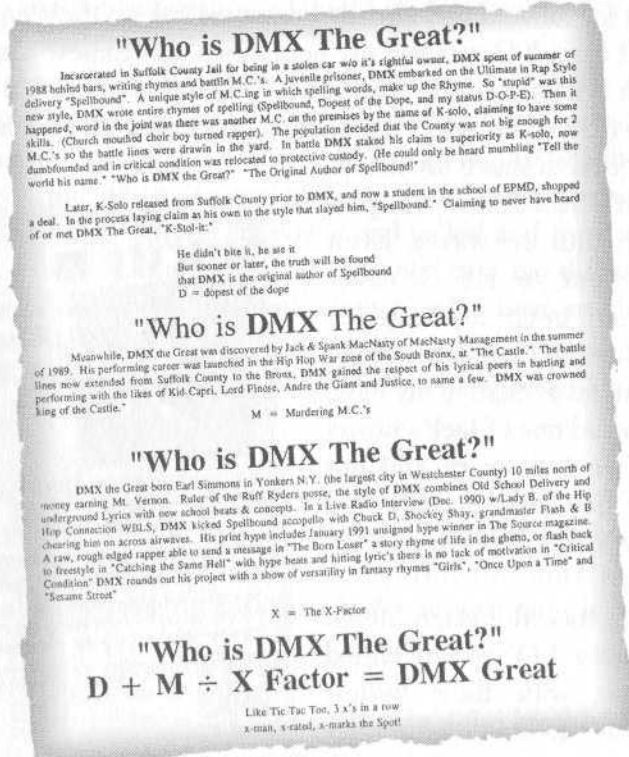 "Who is DMX The Great?"
Incarcerated in Suffolk County Jail for being in a stolen car w/o it's rightful owner, DMX spent of summer of
1988 behind bars, writing rhymes and battlin M.C.'s. A juvenile prisoner, DMX embarked on the Ultimate in Rap Style
delivery "Spellbound". A unique style of M.C.ing in which spelling words, make up the Rhyme. So "stupid" was this
new style, DMX wrote entire rhymes of spelling (Spellbound, Dopest of the Dope, and my status D-O-P-E). Then it
happened, word in the joint was there was another M.C. on the premises by the name of K-solo, claiming to have some
skills. (Church mouthed choir boy turned rapper). The population decided that the County was not big enough for 2
M.C.'s so the battle lines were drawin in the yard. In battle DMX staked his claim to superiority as K-solo, now
dumbfounded and in critical condition was relocated to protective custody. (He could only be heard mumbling "Tell the
world his name." "Who is DMX the Great?" "The Original Author of Spellbound!"
Later, K-Solo released from Suffolk County prior to DMX, and now a student in the school of EPMD, shopped
a deal. In the process laying claim as his own to the style that slayed him, "Spellbound." Claiming to never have heard
of or met DMX The Great, "K-Stol-it:"
He didn't bite it, he ate it
But sooner or later, the truth will be found
that DMX is the original author of Spellbound
D = dopest of the dope
"Who is DMX The Great?"
Meanwhile, DMX the Great was discovered by Jack & Spank MacNasty of MacNasty Management in the summer
of 1989. His performing career was launched in the Hip Hop War zone of the South Bronx, at "The Castle." The battle
lines now extended from Suffolk County to the Bronx, DMX gained the respect of his lyrical peers in battling and
performing with the likes of Kid Capri, Lord Finese, Andre the Giant and Justice, to name a few. DMX was crowned
king of the Castle."
M = Murdering M.C.'s
"Who is DMX The Great?"
DMX the Great born Earl Simmons in Yonkers N.Y. (the largest city in Westchester County) 10 miles north of
money earning Mt. Vernon. Ruler of the Ruff Ryders posse, the style of DMX combines Old School Delivery and
underground Lyrics with new school beats & concepts. In a Live Radio Interview (Dec. 1990) w/Lady B. of the Hip
Hop Connection WBLS, DMX kicked Spellbound accopello with Chuck D, Shockey Shay, grandmaster Flash & B
cheering him on across airwaves. His print hype includes January 1991 unsigned hype winner in The Source magazine.
A raw, rough edged rapper able to send a message in "The Born Loser" a story rhyme of life in the ghetto, or flash back
to freestyle in "Catching the Same Hell" with hype beats and hitting lyric's there is no lack of motivation in "Critical
Condition" DMX rounds out his project with a show of versatility in fantasy rhymes "Girls", "Once Upon a Time" and
"Sesame Street"
X = The X-Factor
"Who is DMX The Great?"
D + M ÷ X Factor = DMX Great
Like Tic Tac Toe, 3 x's in a row
x-man, x-rated, x-marks the Spot!